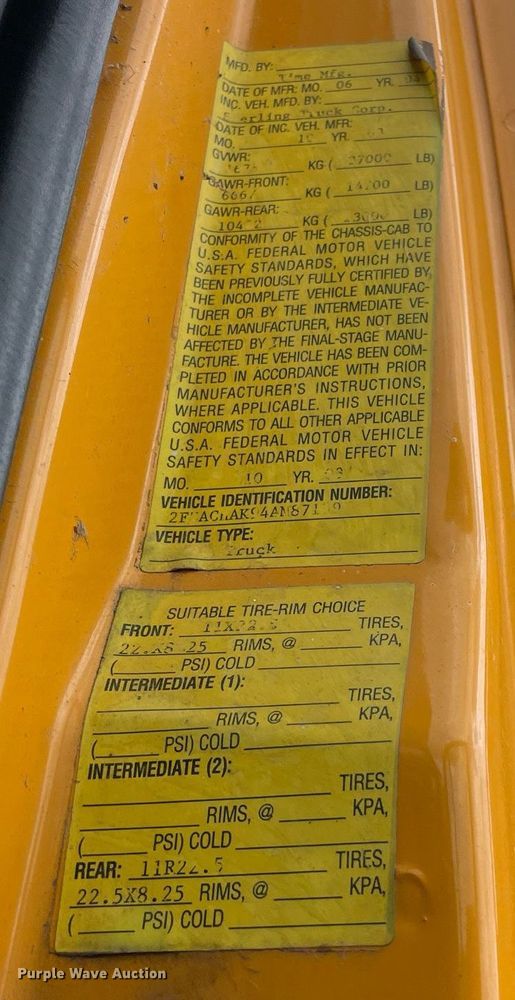 MFD. BY:
Time Mfg.
DATE OF MFR: MO. 06 YR.
INC. VEH. MFD. BY:
Truck Corp.
DATE OF INC. VEH. MFR:
MO. YR.
GVWR:
KG ( LB)
GAWR-FRONT:
KG ( LB)
GAWR-REAR:
KG ( LB)
CONFORMITY OF THE CHASSIS-CAB TO
U.S.A. FEDERAL MOTOR VEHICLE
SAFETY STANDARDS, WHICH HAVE
BEEN PREVIOUSLY FULLY CERTIFIED BY
THE INCOMPLETE VEHICLE MANUFAC-
TURER OR BY THE INTERMEDIATE VE-
HICLE MANUFACTURER, HAS NOT BEEN
AFFECTED BY THE FINAL-STAGE MANU-
FACTURE. THE VEHICLE HAS BEEN COM-
PLETED IN ACCORDANCE WITH PRIOR
MANUFACTURER'S INSTRUCTIONS,
WHERE APPLICABLE. THIS VEHICLE
CONFORMS TO ALL OTHER APPLICABLE
U.S.A. FEDERAL MOTOR VEHICLE
SAFETY STANDARDS IN EFFECT IN:
MO. 10 YR.
VEHICLE IDENTIFICATION NUMBER:
VEHICLE TYPE:
Truck
SUITABLE TIRE-RIM CHOICE
FRONT: TIRES,
RIMS, @ KPA,
( PSI) COLD
INTERMEDIATE (1):
TIRES,
RIMS, @ KPA,
( PSI) COLD
INTERMEDIATE (2):
TIRES,
RIMS, @ KPA,
( PSI) COLD
REAR: 11R22.5 TIRES,
22.5X8.25 RIMS, @ KPA,
( PSI) COLD
Purple Wave Auction